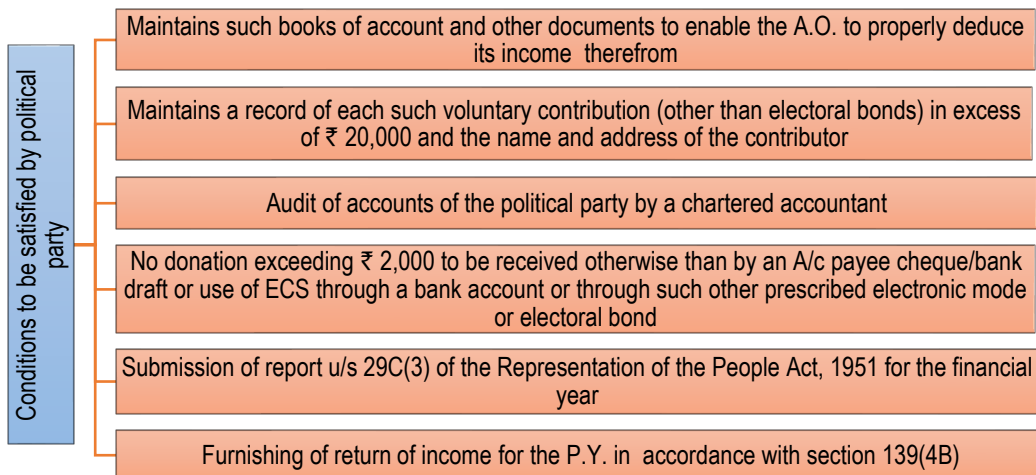 Conditions to be satisfied by political
party
Maintains such books of account and other documents to enable the A.O. to properly deduce
its income therefrom
Maintains a record of each such voluntary contribution (other than electoral bonds) in excess
of ₹ 20,000 and the name and address of the contributor
Audit of accounts of the political party by a chartered accountant
No donation exceeding ₹ 2,000 to be received otherwise than by an A/c payee cheque/bank
draft or use of ECS through a bank account or through such other prescribed electronic mode
or electoral bond
Submission of report u/s 29C(3) of the Representation of the People Act, 1951 for the financial
year
Furnishing of return of income for the P.Y. in accordance with section 139(4B)